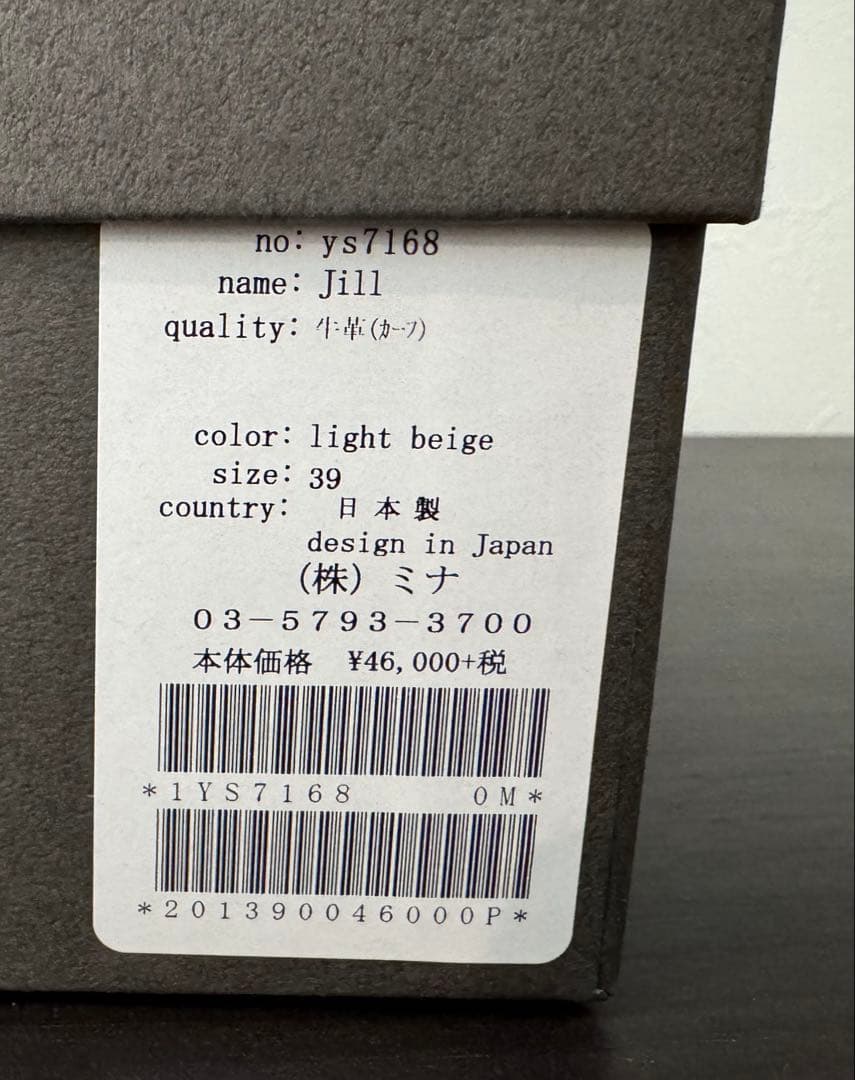 no: ys7168
name: Jill
quality: 牛革(ｶｰﾌ)
color: light beige
size: 39
country: 日本製
design in Japan
(株) ミナ
03-5793-3700
本体価格 ¥46,000+税
*1YS7168 0M*
*201390046000P*